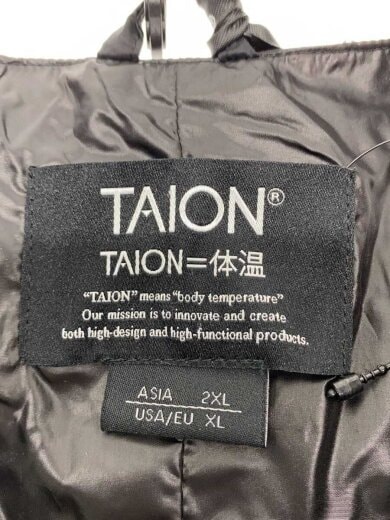 TAION®
TAION=体温
"TAION" means "body temperature"
Our mission is to innovate and create
both high-design and high-functional products.
ASIA 2XL
USA/EU XL